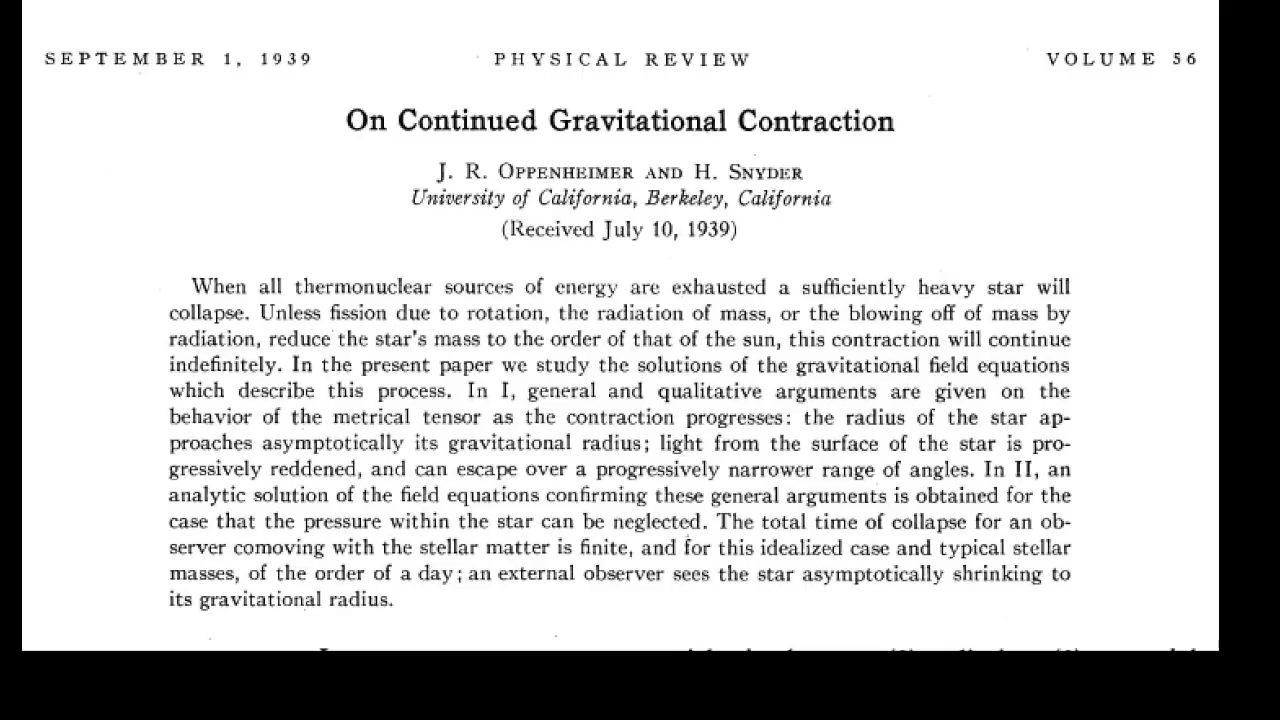 SEPTEMBER 1, 1939 PHYSICAL REVIEW VOLUME 56
On Continued Gravitational Contraction
J. R. OPPENHEIMER AND H. SNYDER
University of California, Berkeley, California
(Received July 10, 1939)
When all thermonuclear sources of energy are exhausted a sufficiently heavy star will
collapse. Unless fission due to rotation, the radiation of mass, or the blowing off of mass by
radiation, reduce the star's mass to the order of that of the sun, this contraction will continue
indefinitely. In the present paper we study the solutions of the gravitational field equations
which describe this process. In I, general and qualitative arguments are given on the
behavior of the metrical tensor as the contraction progresses: the radius of the star ap-
proaches asymptotically its gravitational radius; light from the surface of the star is pro-
gressively reddened, and can escape over a progressively narrower range of angles. In II, an
analytic solution of the field equations confirming these general arguments is obtained for the
case that the pressure within the star can be neglected. The total time of collapse for an ob-
server comoving with the stellar matter is finite, and for this idealized case and typical stellar
masses, of the order of a day; an external observer sees the star asymptotically shrinking to
its gravitational radius.